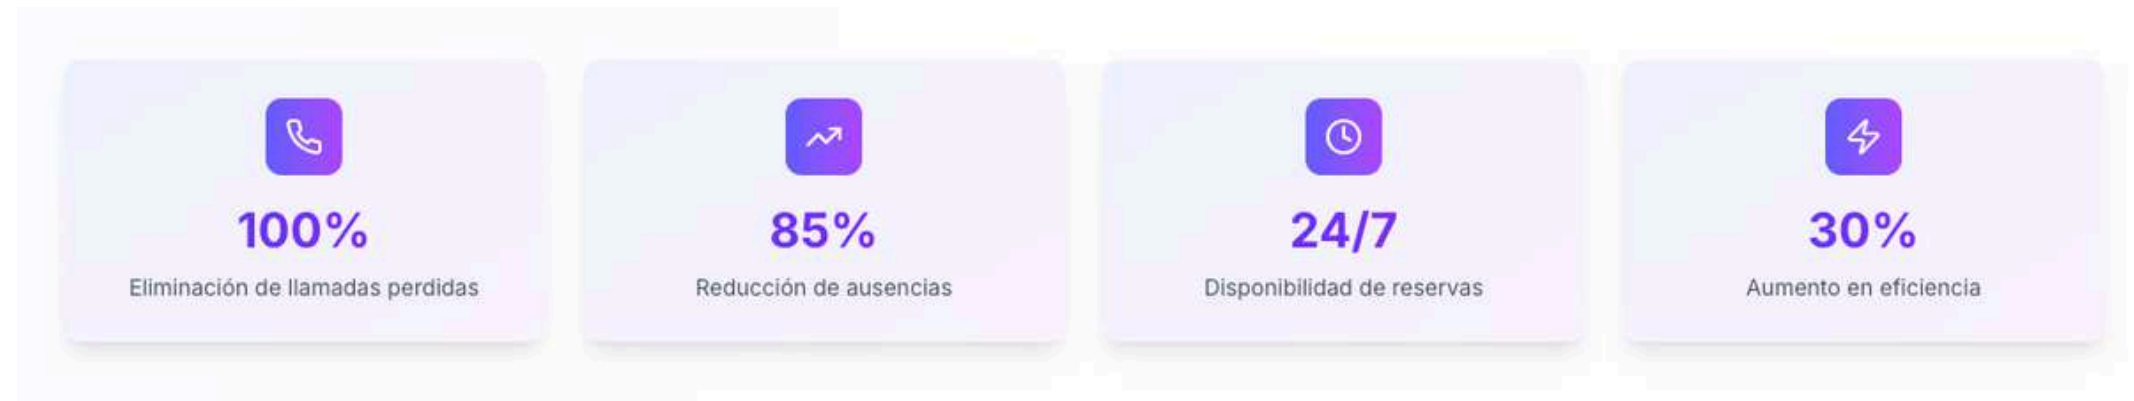 100%
Eliminación de llamadas perdidas
85%
Reducción de ausencias
24/7
Disponibilidad de reservas
30%
Aumento en eficiencia